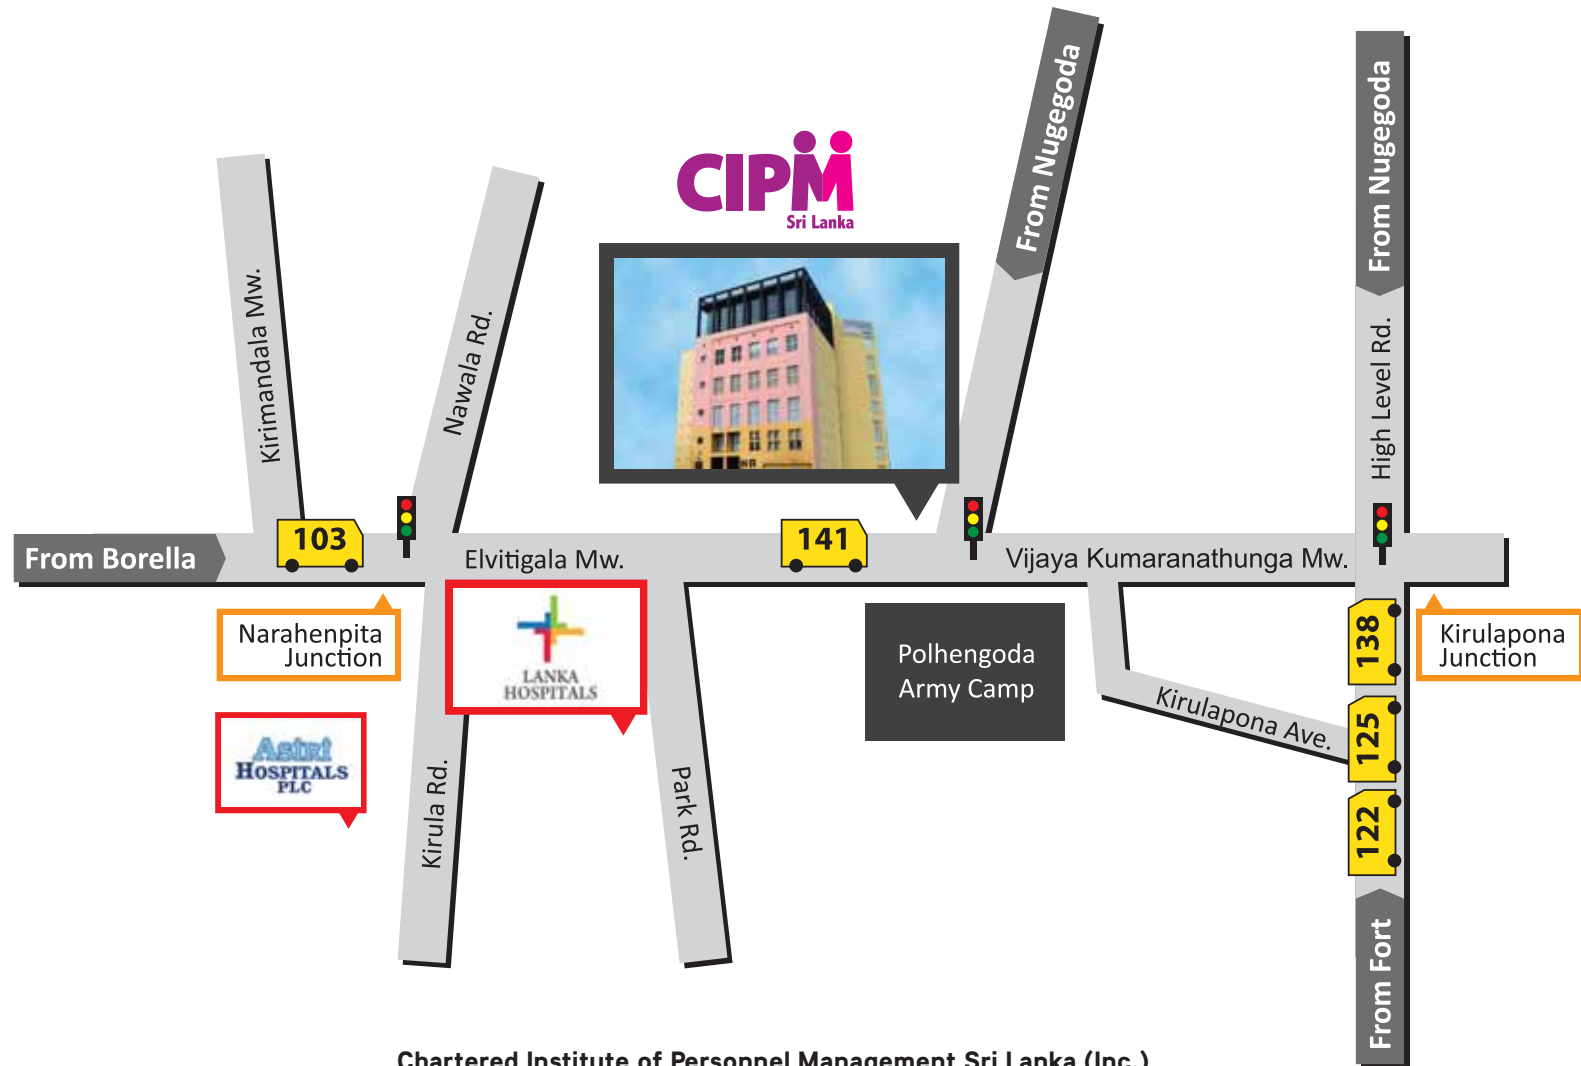 From Nugegoda
From Nugegoda
CIPM
Sri Lanka
Kirimandala Mw.
Nawala Rd.
High Level Rd.
From Borella
103
Elvitigala Mw.
141
Vijaya Kumaranathunga Mw.
Narahenpita
Junction
LANKA
HOSPITALS
Polhengoda
Army Camp
138
Kirulapona
Junction
Kirulapona Ave.
125
Asiri
HOSPITALS
PLC
Kirula Rd.
Park Rd.
122
From Fort
Chartered Institute of Personnel Management Sri Lanka (Inc.)